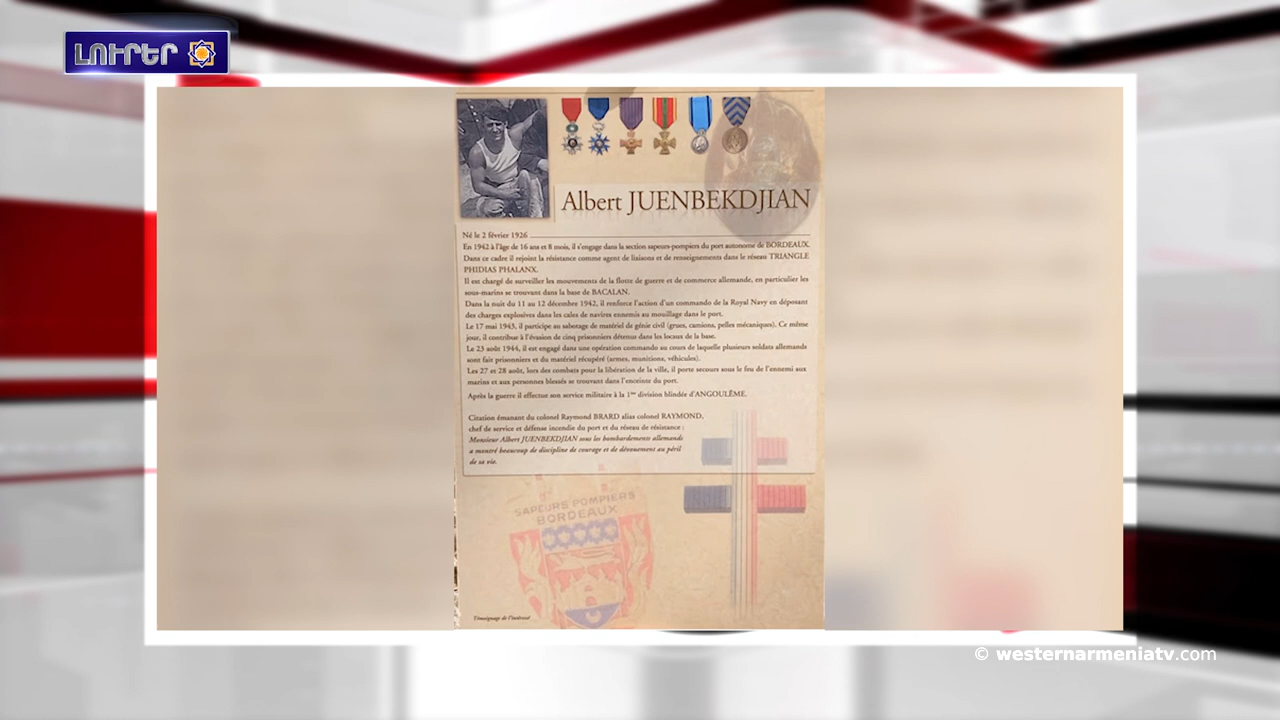 ԼՈՒՐԵՐ
Albert JUENBEKDJIAN
Né le 2 février 1926
En 1942 à l'âge de 16 ans et 8 mois, il s'engage dans la section sapeurs-pompiers du port autonome de BORDEAUX.
Dans ce cadre il rejoint la résistance comme agent de liaisons et de renseignements dans le réseau TRIANGLE
PHIDIAS PHALANX.
Il est chargé de surveiller les mouvements de la flotte de guerre et de commerce allemande, en particulier les
sous-marins se trouvant dans la base de BACALAN.
Dans la nuit du 11 au 12 décembre 1942, il renforce l'action d'un commando de la Royal Navy en déposant
des charges explosives dans les cales de navires ennemis au mouillage dans le port.
Le 17 mai 1943, il participe au sabotage de matériel de génie civil (grues, camions, pelles mécaniques). Ce même
jour, il contribue à l'évasion de cinq prisonniers détenus dans les locaux de la base.
Le 23 août 1944, il est engagé dans une opération commando au cours de laquelle plusieurs soldats allemands
sont fait prisonniers et du matériel récupéré (armes, munitions, véhicules).
Les 27 et 28 août, lors des combats pour la libération de la ville, il porte secours sous le feu de l'ennemi aux
marins et aux personnes blessés se trouvant dans l'enceinte du port.
Après la guerre il effectue son service militaire à la 1ère division blindée d'ANGOULÊME.
Citation émanant du colonel Raymond BRARD alias colonel RAYMOND,
chef de service et défense incendie du port et du réseau de résistance :
Monsieur Albert JUENBEKDJIAN sous les bombardements allemands
a montré beaucoup de discipline de courage et de dévouement au péril
de sa vie.
SAPEURS POMPIERS
BORDEAUX
Témoignage de l'intéressé
© westernarmeniatv.com